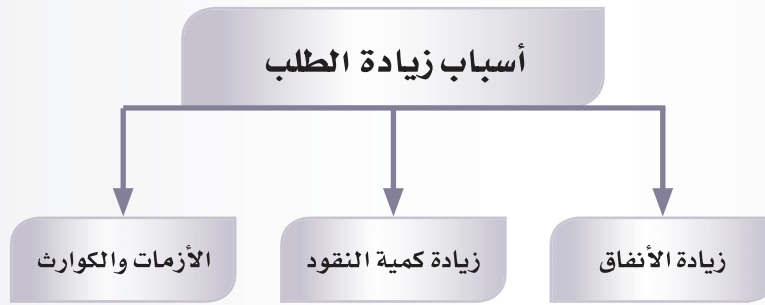 أسباب زيادة الطلب
زيادة الأنفاق
زيادة كمية النقود
الأزمات والكوارث